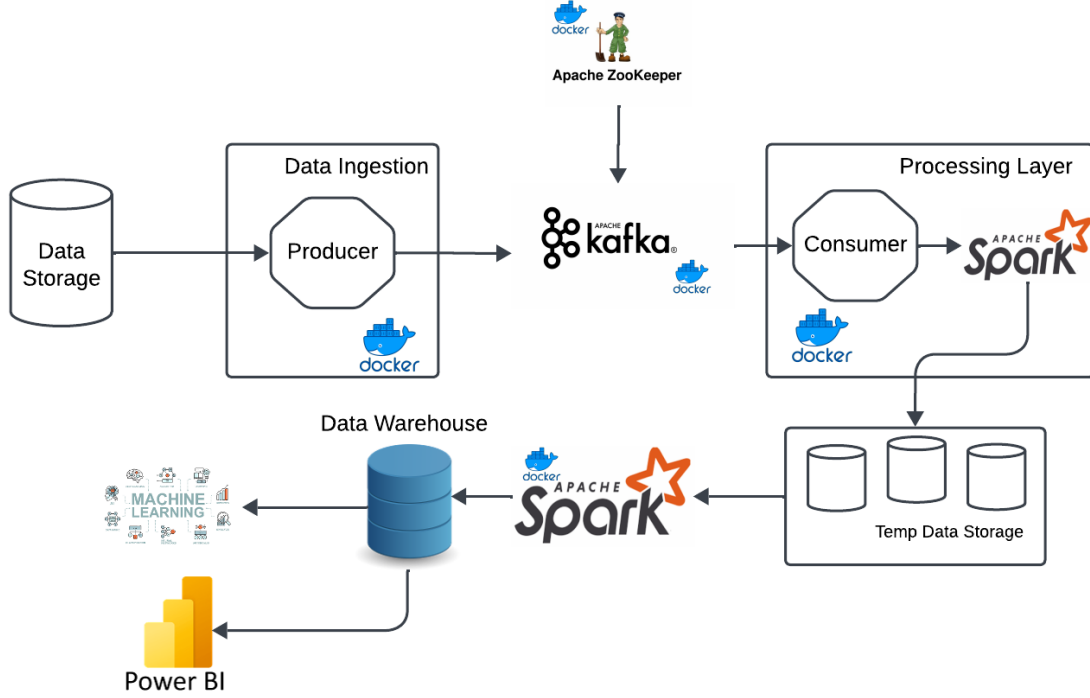 docker
Apache ZooKeeper
Data Ingestion
Processing Layer
Data
Storage
Producer
APACHE
kafka®
docker
Consumer
APACHE
Spark
docker
docker
Data Warehouse
docker
APACHE
Spark
Temp Data Storage
MACHINE
LEARNING
Power BI